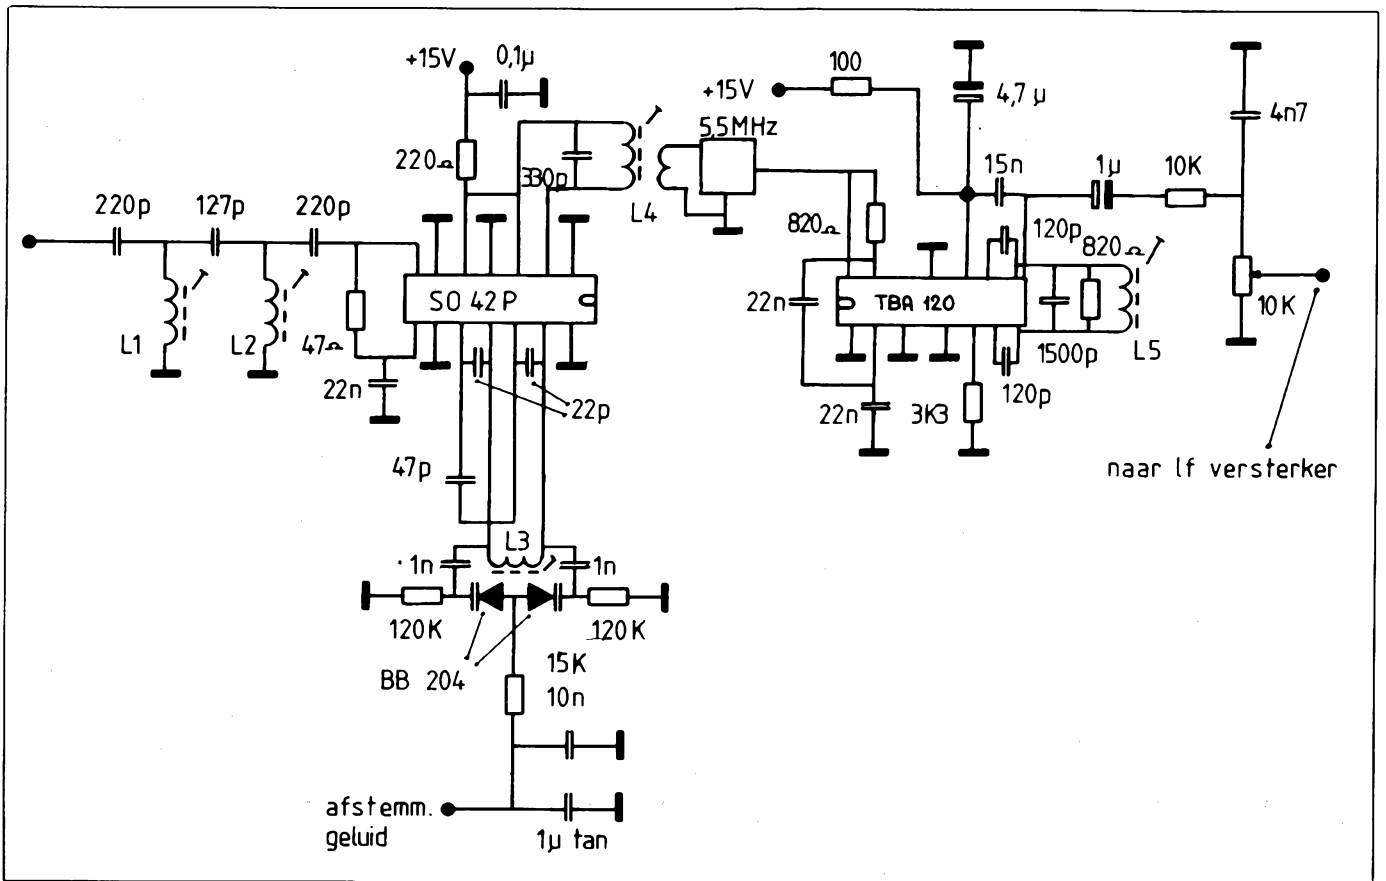 +15V
0,1µ
220Ω
330p
L4
5,5MHz
+15V
100
4,7 µ
15n
1µ
10K
4n7
220p
127p
220p
L1
L2
47Ω
22n
SO 42P
22p
47p
820Ω
22n
TBA 120
120p
820Ω
1500p
L5
120p
22n
3K3
10K
naar lf versterker
L3
1n
1n
120K
120K
BB 204
15K
10n
afstemm.
geluid
1µ tan